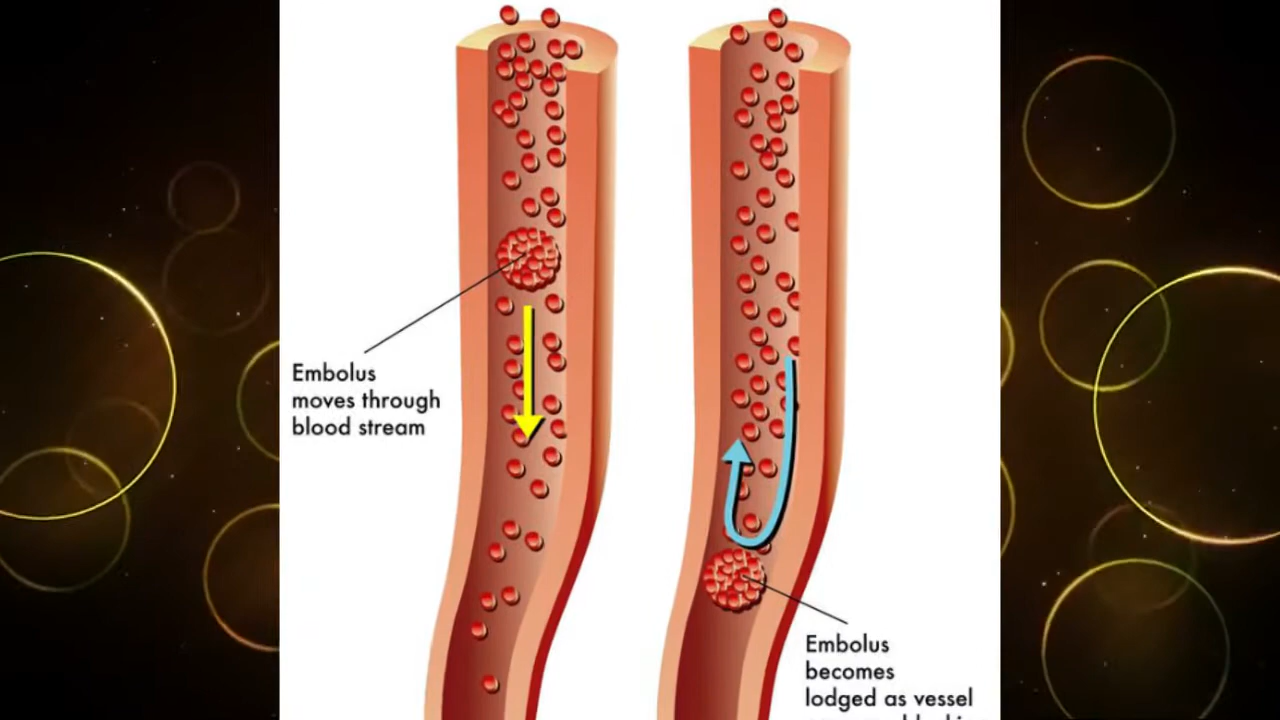 Embolus
moves through
blood stream
Embolus
becomes
lodged as vessel